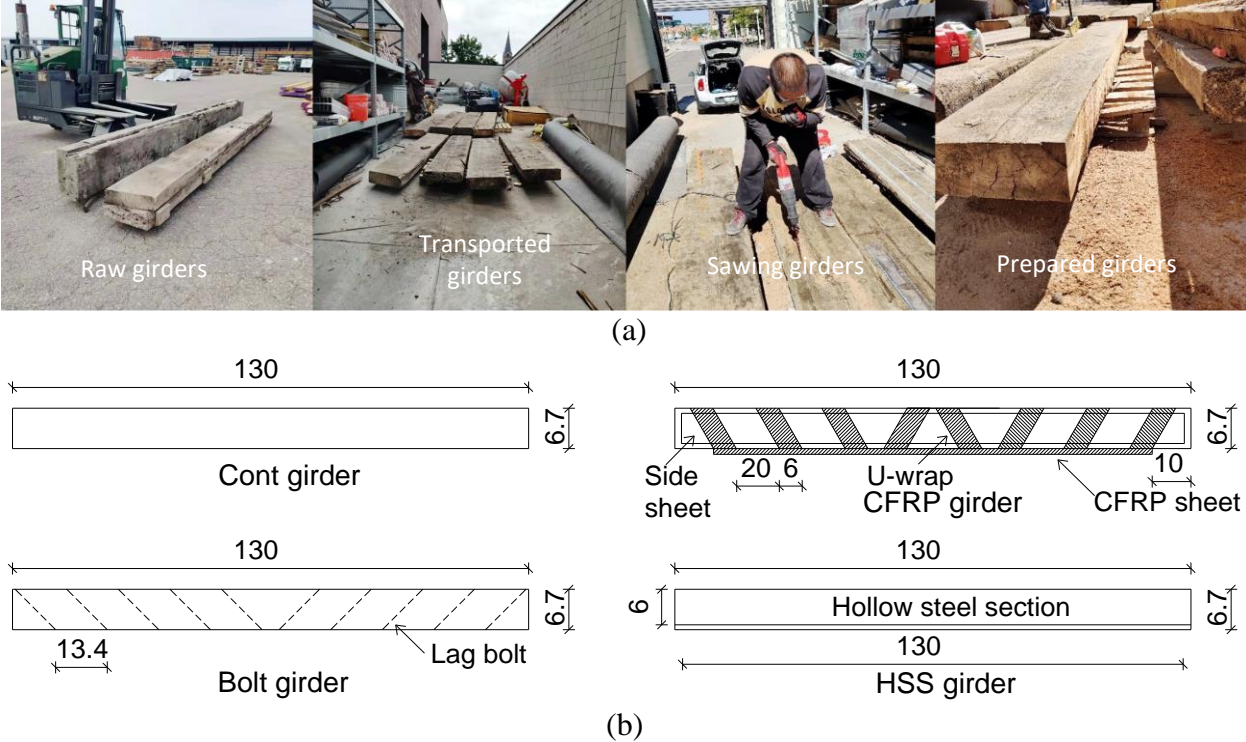 Raw girders
Transported
girders
Sawing girders
Prepared girders
(a)
130
6.7
Cont girder
130
6.7
Side
sheet
20
6
U-wrap
CFRP girder
10
CFRP sheet
130
6.7
13.4
Lag bolt
Bolt girder
130
6
Hollow steel section
6.7
130
HSS girder
(b)